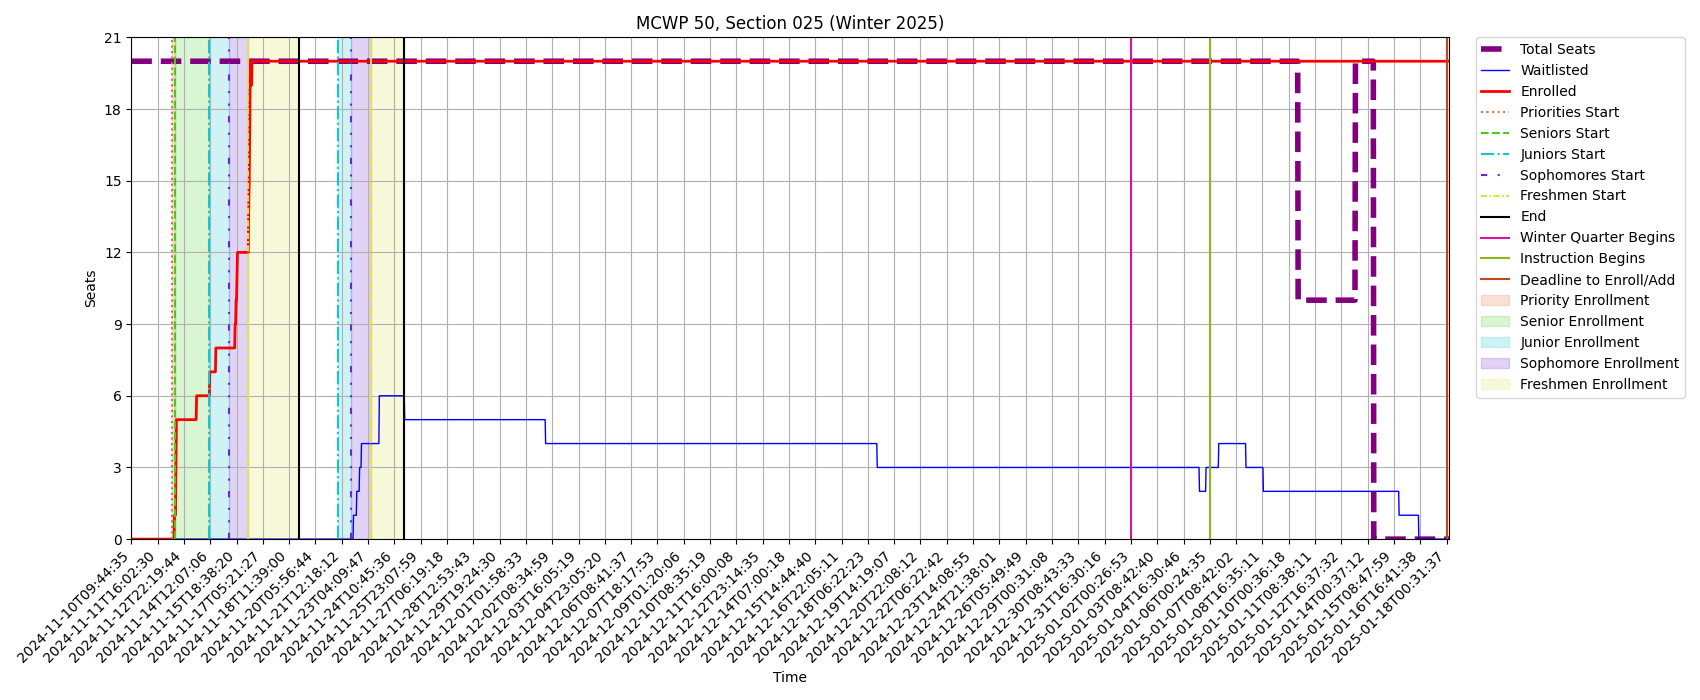 MCWP 50, Section 025 (Winter 2025)
21
18
15
12
9
6
3
0
Seats
2024-11-10T09:44:35
2024-11-11T16:02:30
2024-11-12T22:19:44
2024-11-14T12:07:06
2024-11-15T18:38:20
2024-11-17T05:21:27
2024-11-18T11:39:00
2024-11-20T05:56:44
2024-11-21T12:18:12
2024-11-23T04:09:47
2024-11-24T10:45:36
2024-11-25T23:07:59
2024-11-27T06:19:18
2024-11-28T12:53:43
2024-11-29T19:24:30
2024-12-01T01:58:33
2024-12-02T08:34:59
2024-12-03T16:05:19
2024-12-04T23:05:20
2024-12-06T08:41:37
2024-12-07T18:17:53
2024-12-09T01:20:06
2024-12-10T08:35:19
2024-12-11T16:00:08
2024-12-12T23:14:35
2024-12-14T07:00:18
2024-12-15T14:44:40
2024-12-16T22:05:11
2024-12-18T06:22:23
2024-12-19T14:19:07
2024-12-20T22:08:12
2024-12-22T06:22:42
2024-12-23T14:08:55
2024-12-24T21:38:01
2024-12-26T05:49:49
2024-12-29T00:31:08
2024-12-30T08:43:33
2024-12-31T16:30:16
2025-01-02T00:26:53
2025-01-03T08:42:40
2025-01-04T16:30:46
2025-01-06T00:24:35
2025-01-07T08:42:02
2025-01-08T16:35:11
2025-01-10T00:36:18
2025-01-11T08:38:11
2025-01-12T16:37:32
2025-01-14T00:37:12
2025-01-15T08:47:59
2025-01-16T16:41:38
2025-01-18T00:31:37
Time
Total Seats
Waitlisted
Enrolled
Priorities Start
Seniors Start
Juniors Start
Sophomores Start
Freshmen Start
End
Winter Quarter Begins
Instruction Begins
Deadline to Enroll/Add
Priority Enrollment
Senior Enrollment
Junior Enrollment
Sophomore Enrollment
Freshmen Enrollment